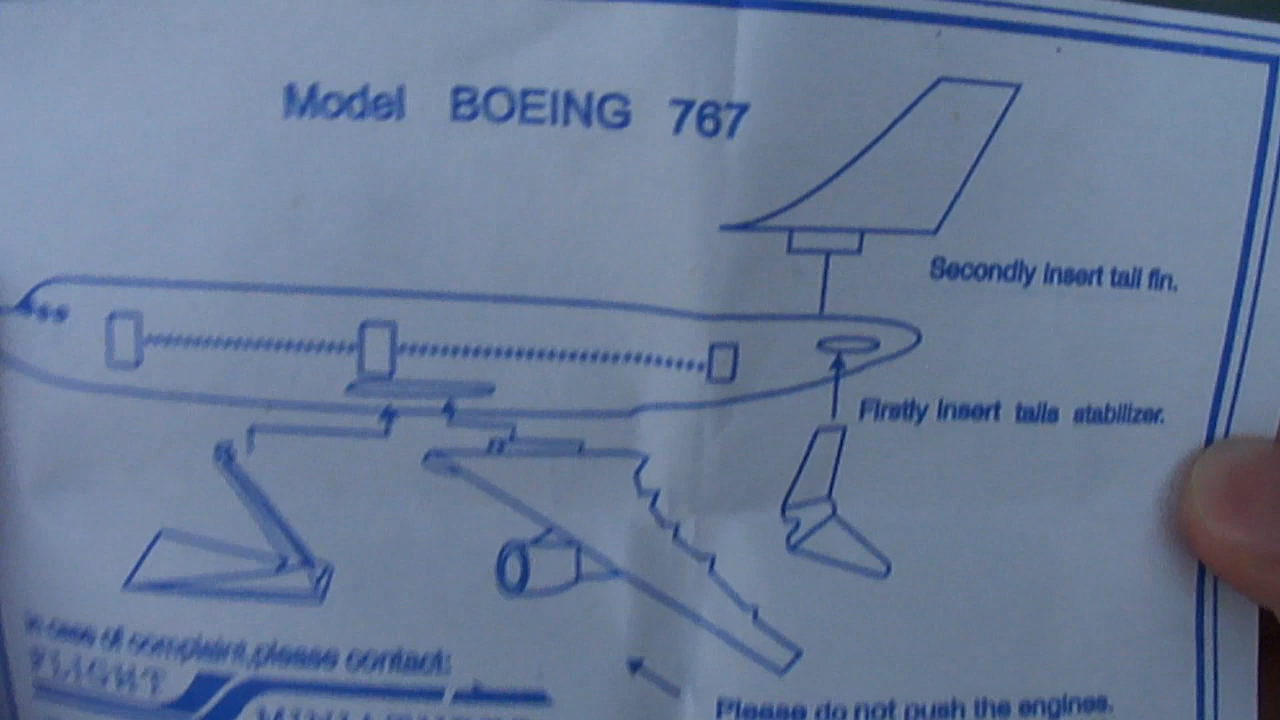 Model BOEING 767
Secondly insert tail fin.
Firstly insert tails stabilizer.
In case of complaint,please contact:
FLIGHT
Please do not push the engines.